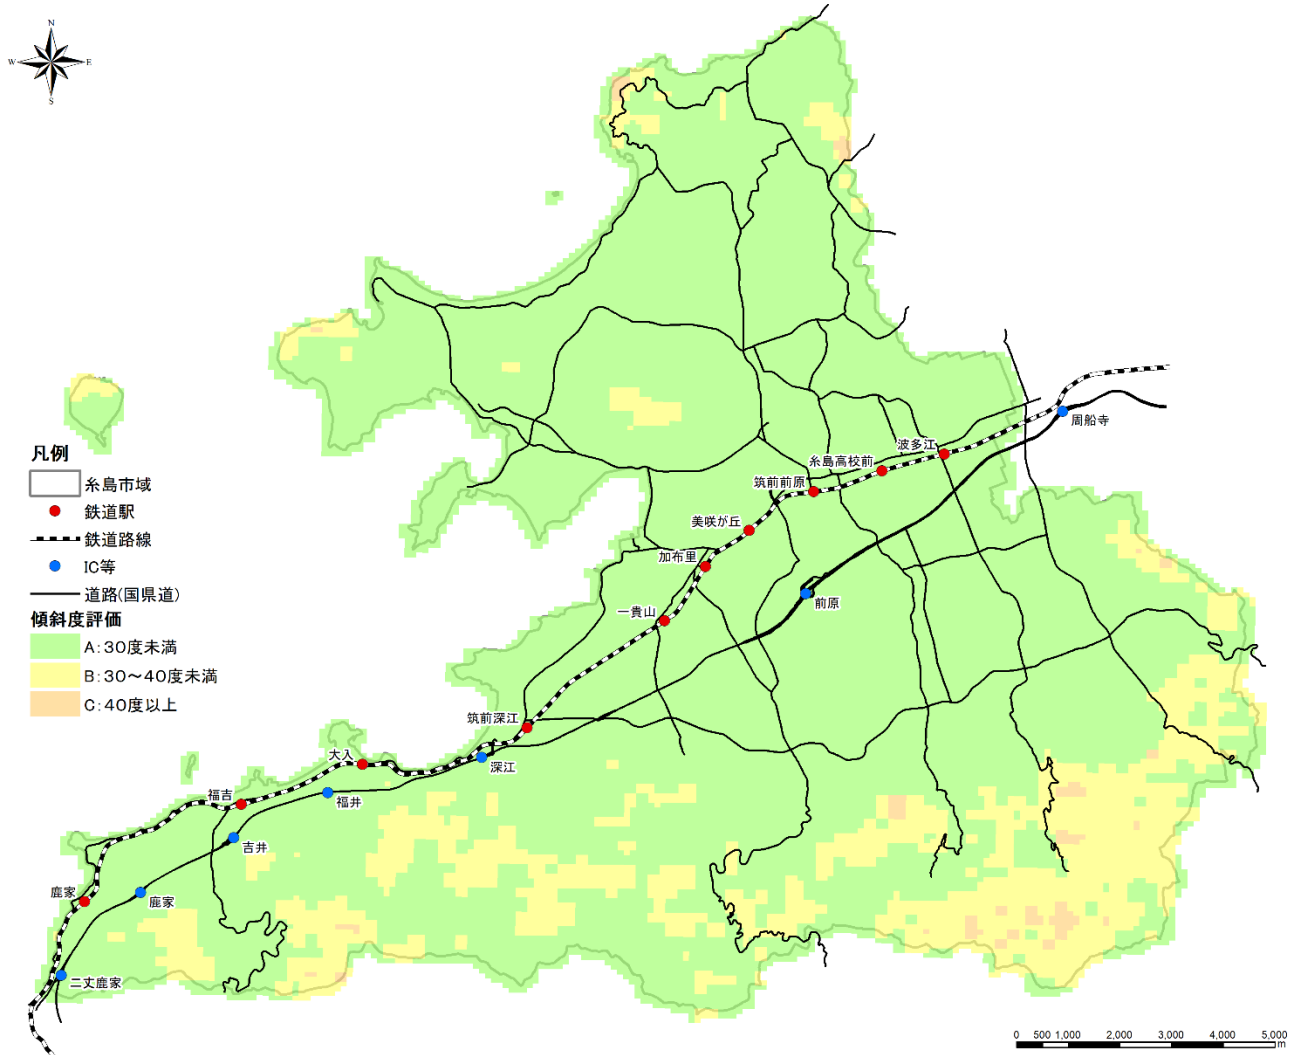 N
W
E
S
周船寺
波多江
糸島高校前
筑前前原
美咲が丘
加布里
前原
一貴山
筑前深江
深江
大入
福井
福吉
吉井
鹿家
鹿家
二丈鹿家
凡例
糸島市域
鉄道駅
鉄道路線
IC等
道路(国県道)
傾斜度評価
A:30度未満
B:30～40度未満
C:40度以上
0 500 1,000 2,000 3,000 4,000 5,000
m